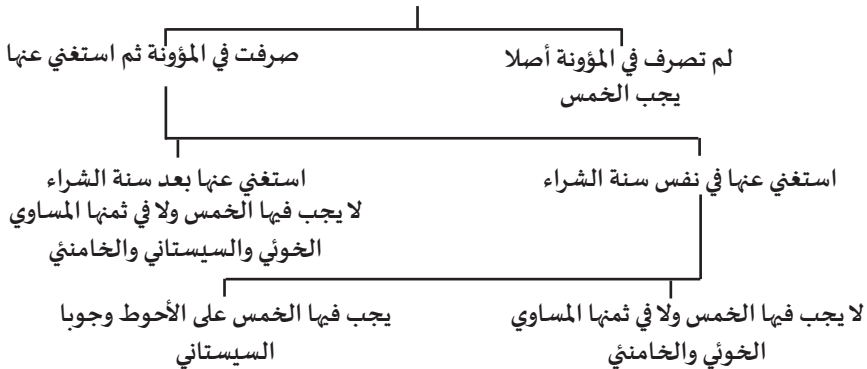 لم تصرف في المؤونة أصلا
يجب الخمس
صرفت في المؤونة ثم استغني عنها
استغني عنها في نفس سنة الشراء
استغني عنها بعد سنة الشراء
لا يجب فيها الخمس ولا في ثمنها المساوي
الخوئي والسيستاني والخامنئي
لا يجب فيها الخمس ولا في ثمنها المساوي
الخوئي والخامنئي
يجب فيها الخمس على الأحوط وجوبا
السيستاني